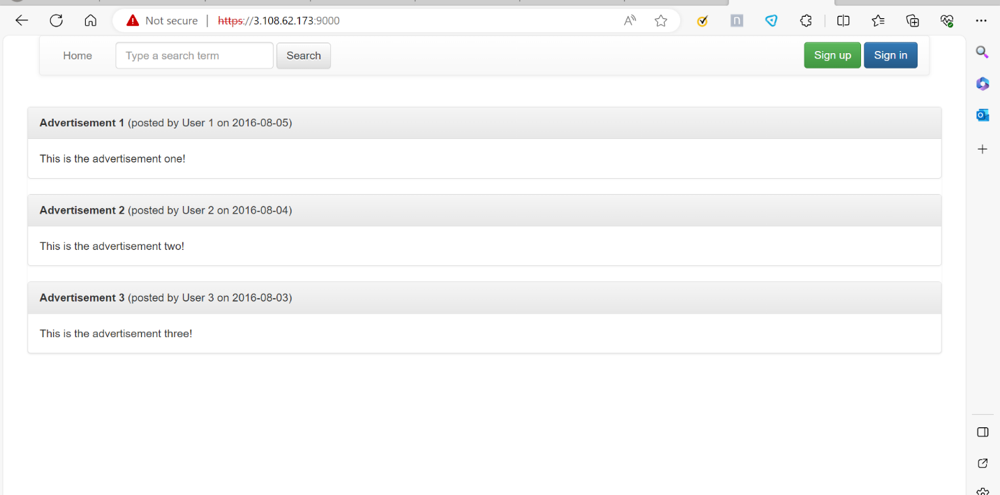 Not secure | https://3.108.62.173:9000
Home Type a search term Search Sign up Sign in
Advertisement 1 (posted by User 1 on 2016-08-05)
This is the advertisement one!
Advertisement 2 (posted by User 2 on 2016-08-04)
This is the advertisement two!
Advertisement 3 (posted by User 3 on 2016-08-03)
This is the advertisement three!